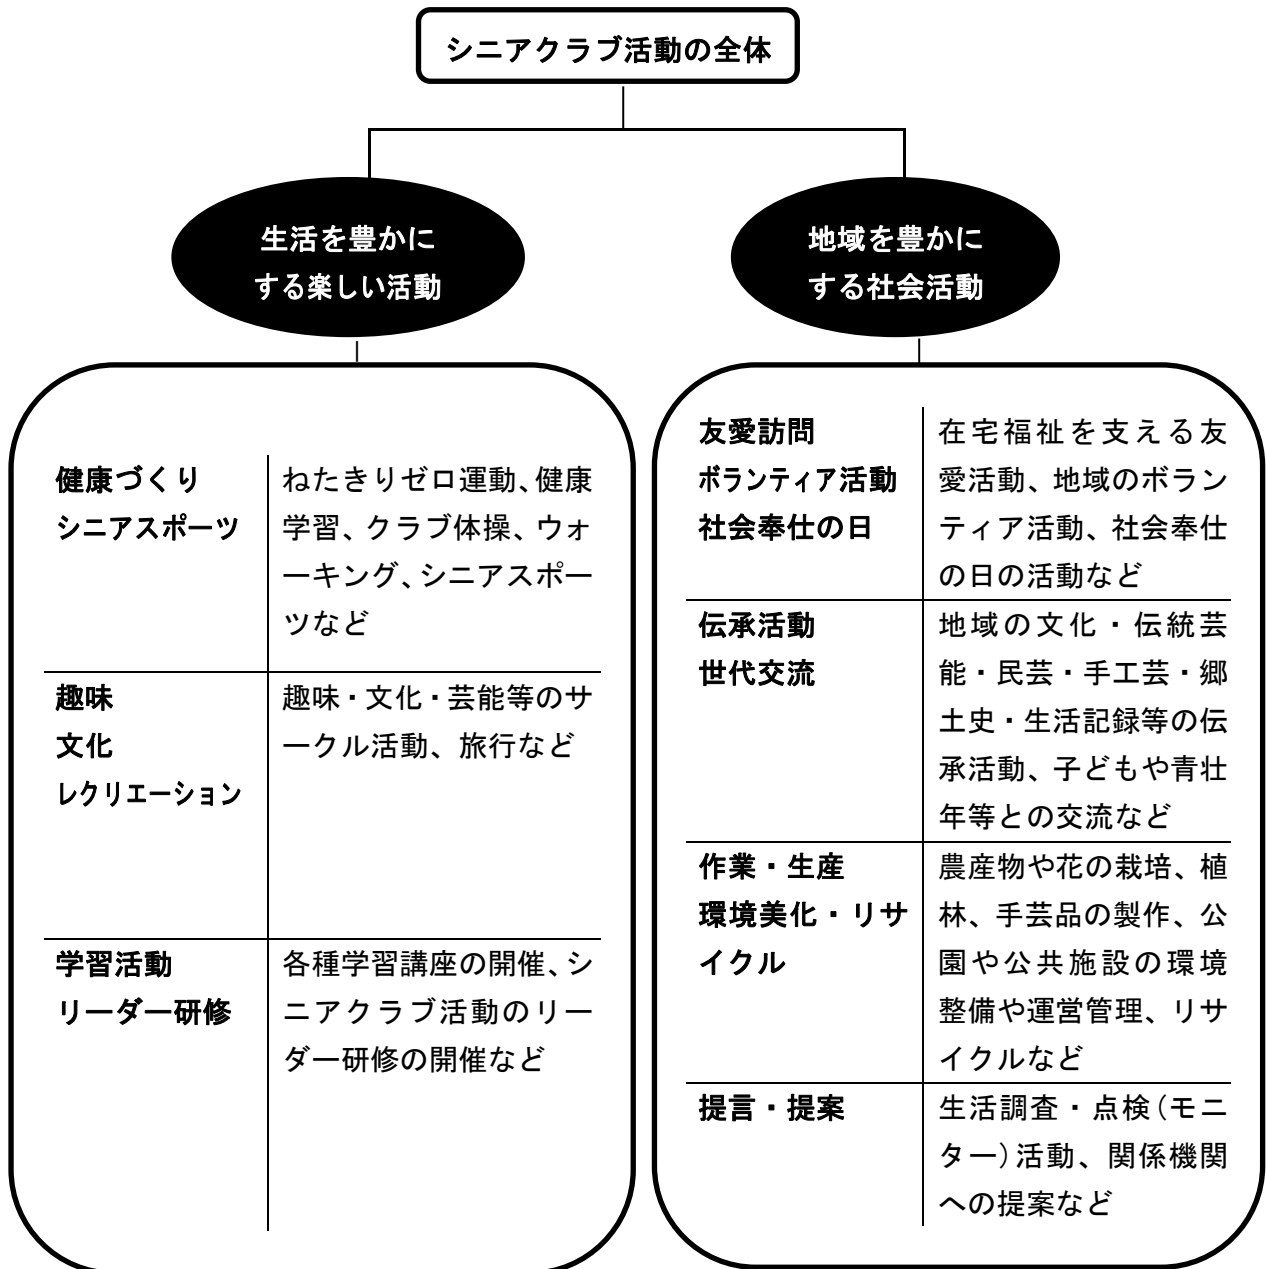 シニアクラブ活動の全体
生活を豊かに
する楽しい活動
健康づくり
シニアスポーツ
ねたきりゼロ運動、健康
学習、クラブ体操、ウォ
ーキング、シニアスポー
ツなど
趣味
文化
レクリエーション
趣味・文化・芸能等のサ
ークル活動、旅行など
学習活動
リーダー研修
各種学習講座の開催、シ
ニアクラブ活動のリー
ダー研修の開催など
地域を豊かに
する社会活動
友愛訪問
ボランティア活動
社会奉仕の日
在宅福祉を支える友
愛活動、地域のボラン
ティア活動、社会奉仕
の日の活動など
伝承活動
世代交流
地域の文化・伝統芸
能・民芸・手工芸・郷
土史・生活記録等の伝
承活動、子どもや青壮
年等との交流など
作業・生産
環境美化・リサ
イクル
農産物や花の栽培、植
林、手芸品の製作、公
園や公共施設の環境
整備や運営管理、リサ
イクルなど
提言・提案
生活調査・点検(モニ
ター)活動、関係機関
への提案など